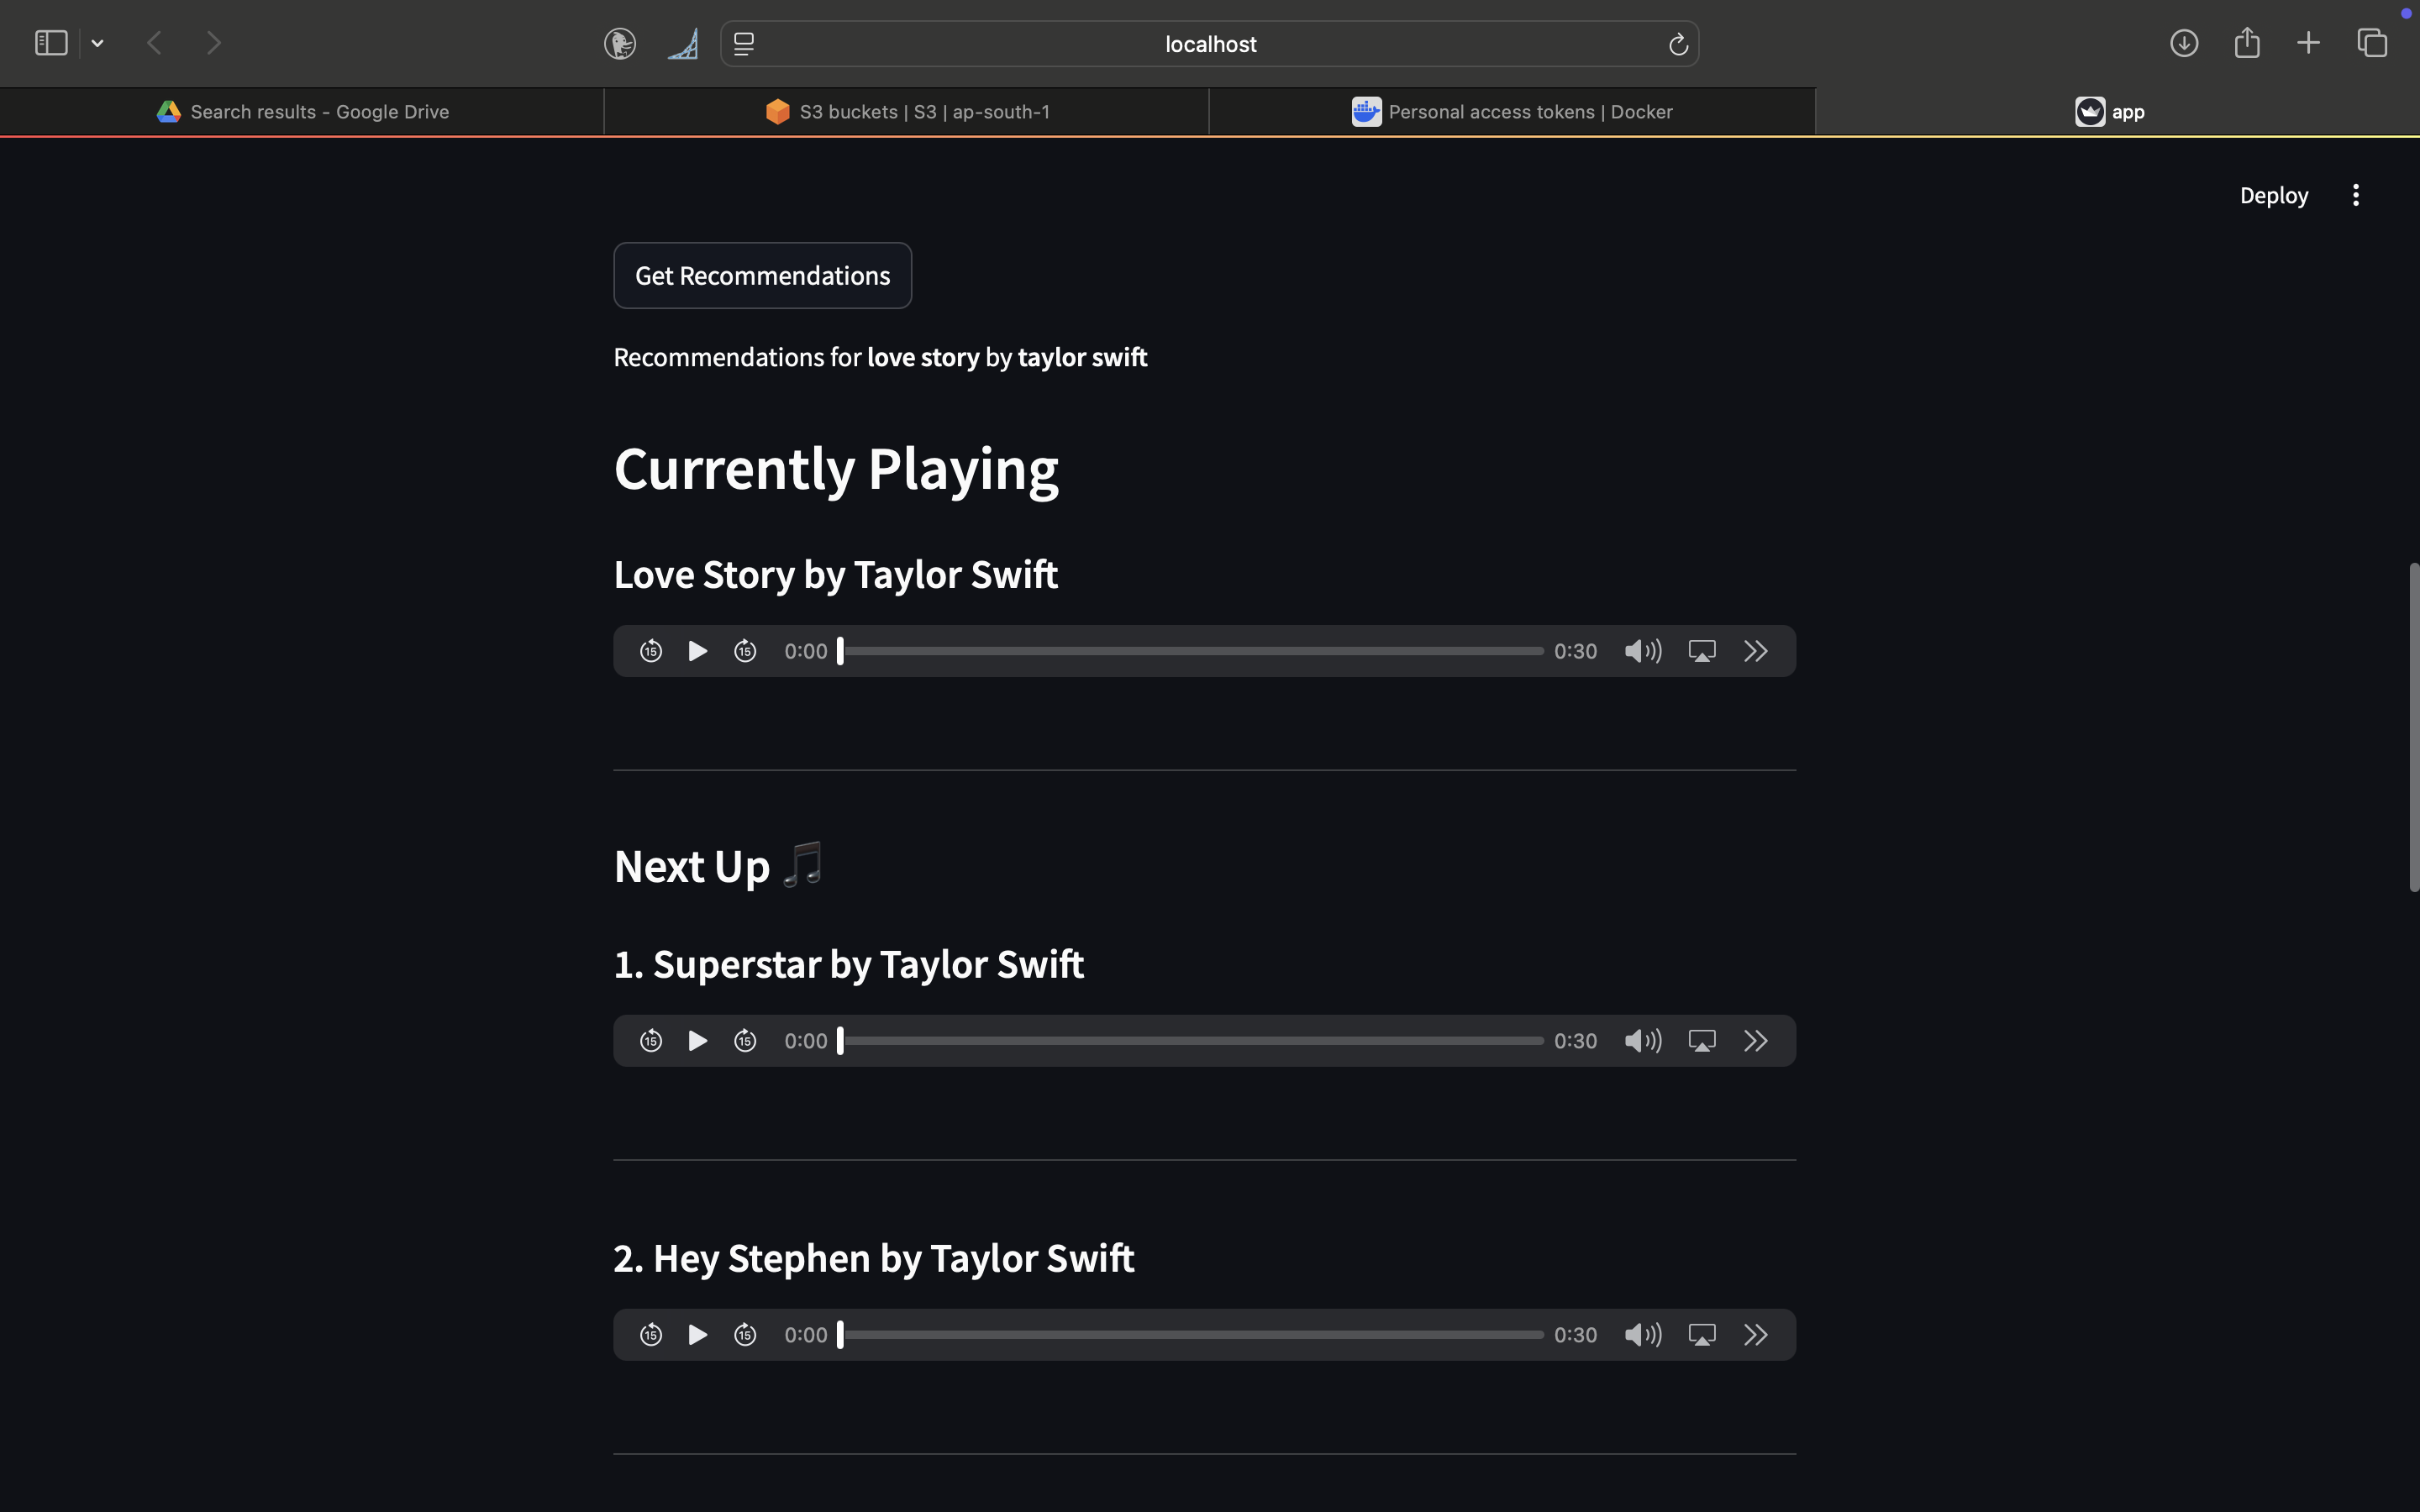 localhost
Search results - Google Drive
S3 buckets | S3 | ap-south-1
Personal access tokens | Docker
app
Deploy
Get Recommendations
Recommendations for love story by taylor swift
Currently Playing
Love Story by Taylor Swift
15 15 0:00 0:30
Next Up 🎵
1. Superstar by Taylor Swift
15 15 0:00 0:30
2. Hey Stephen by Taylor Swift
15 15 0:00 0:30